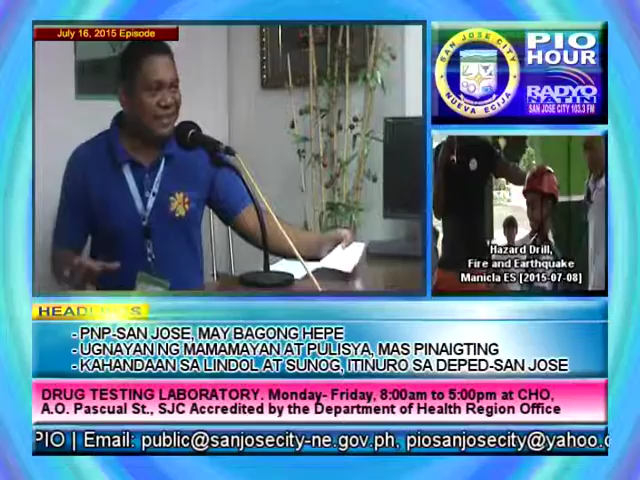 July 16, 2015 Episode
SAN JOSE CITY
NUEVA ECIJA
PIO
HOUR
RADYO
NATIN
SAN JOSE CITY 103.3 FM
Hazard Drill,
Fire and Earthquake
Manicla ES [2015-07-08]
HEADLINES
- PNP-SAN JOSE, MAY BAGONG HEPE
- UGNAYAN NG MAMAMAYAN AT PULISYA, MAS PINAIGTING
- KAHANDAAN SA LINDOL AT SUNOG, ITINURO SA DEPED-SAN JOSE
DRUG TESTING LABORATORY. Monday- Friday, 8:00am to 5:00pm at CHO,
A.O. Pascual St., SJC Accredited by the Department of Health Region Office
PIO | Email: public@sanjosecity-ne.gov.ph, piosanjosecity@yahoo.c